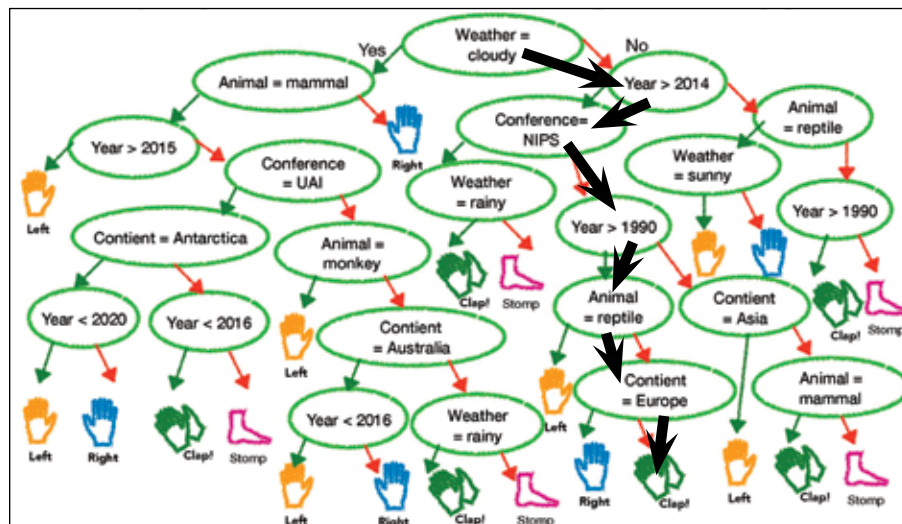 Weather =
cloudy
Yes
No
Animal = mammal
Year > 2014
Right
Conference=
NIPS
Animal
= reptile
Year > 2015
Conference
= UAI
Weather
= sunny
Left
Weather
= rainy
Year > 1990
Year > 1990
Contient = Antarctica
Animal =
monkey
Clap!
Stomp
Animal
= reptile
Contient
= Asia
Clap!
Stomp
Year < 2020
Year < 2016
Left
Contient
= Australia
Left
Contient
= Europe
Animal =
mammal
Left
Right
Clap!
Stomp
Year < 2016
Weather
= rainy
Left
Right
Clap!
Stomp
Right
Clap!
Left
Clap!
Stomp